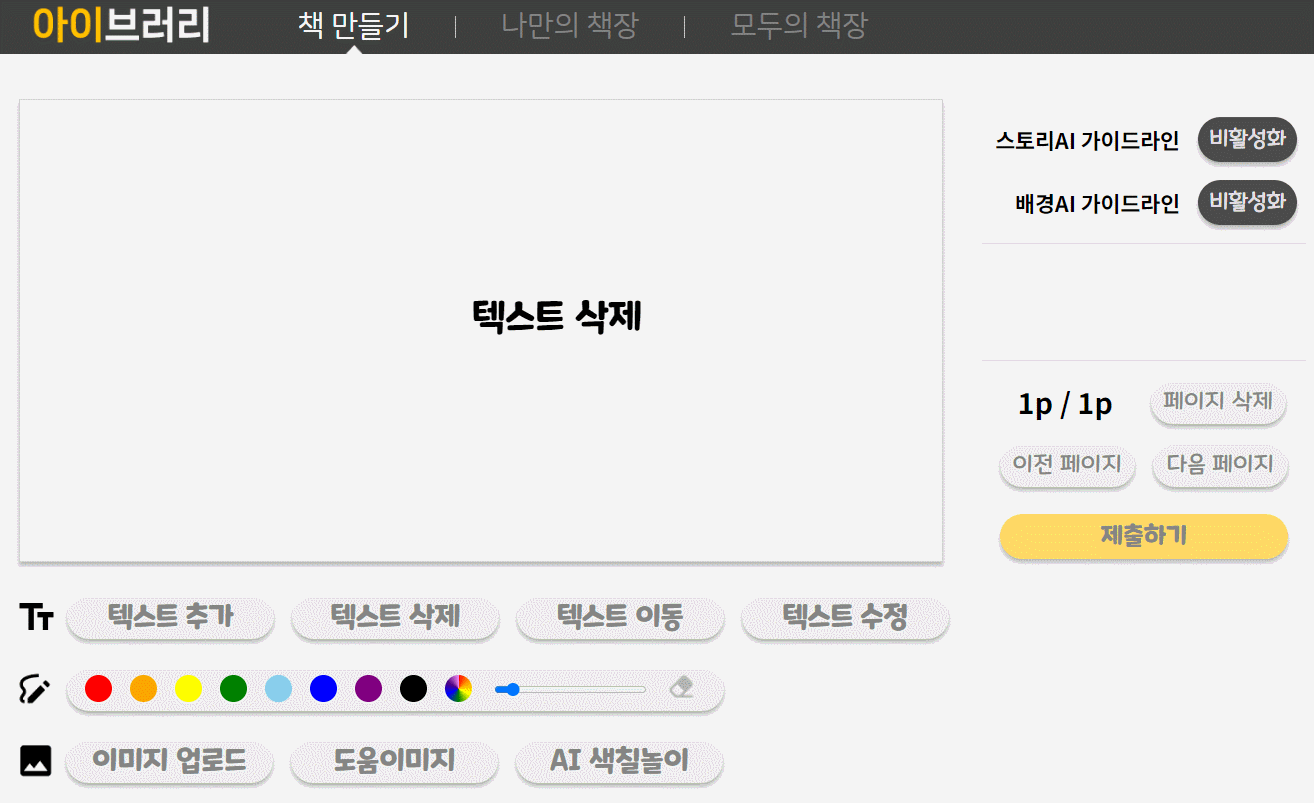 아이브러리 책 만들기 | 나만의 책장 | 모두의 책장
스토리AI 가이드라인 비활성화
배경AI 가이드라인 비활성화
텍스트 삭제
1p / 1p 페이지 삭제
이전 페이지 다음 페이지
제출하기
텍스트 추가 텍스트 삭제 텍스트 이동 텍스트 수정
이미지 업로드 도움이미지 AI 색칠놀이